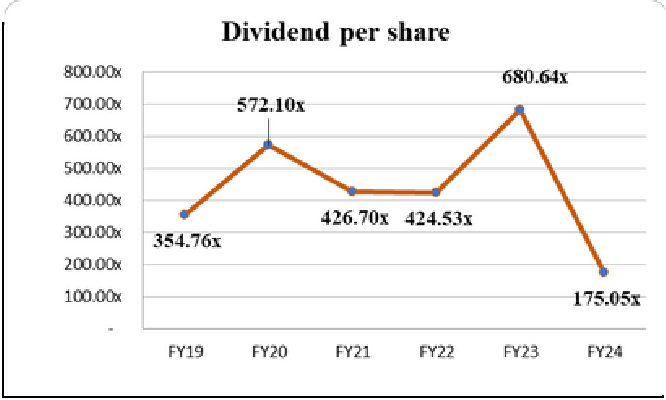 Dividend per share
800.00x
680.64x
700.00x
572.10x
600.00x
500.00x
400.00x
426.70x 424.53x
300.00x
354.76x
200.00x
175.05x
100.00x
-
FY19 FY20 FY21 FY22 FY23 FY24